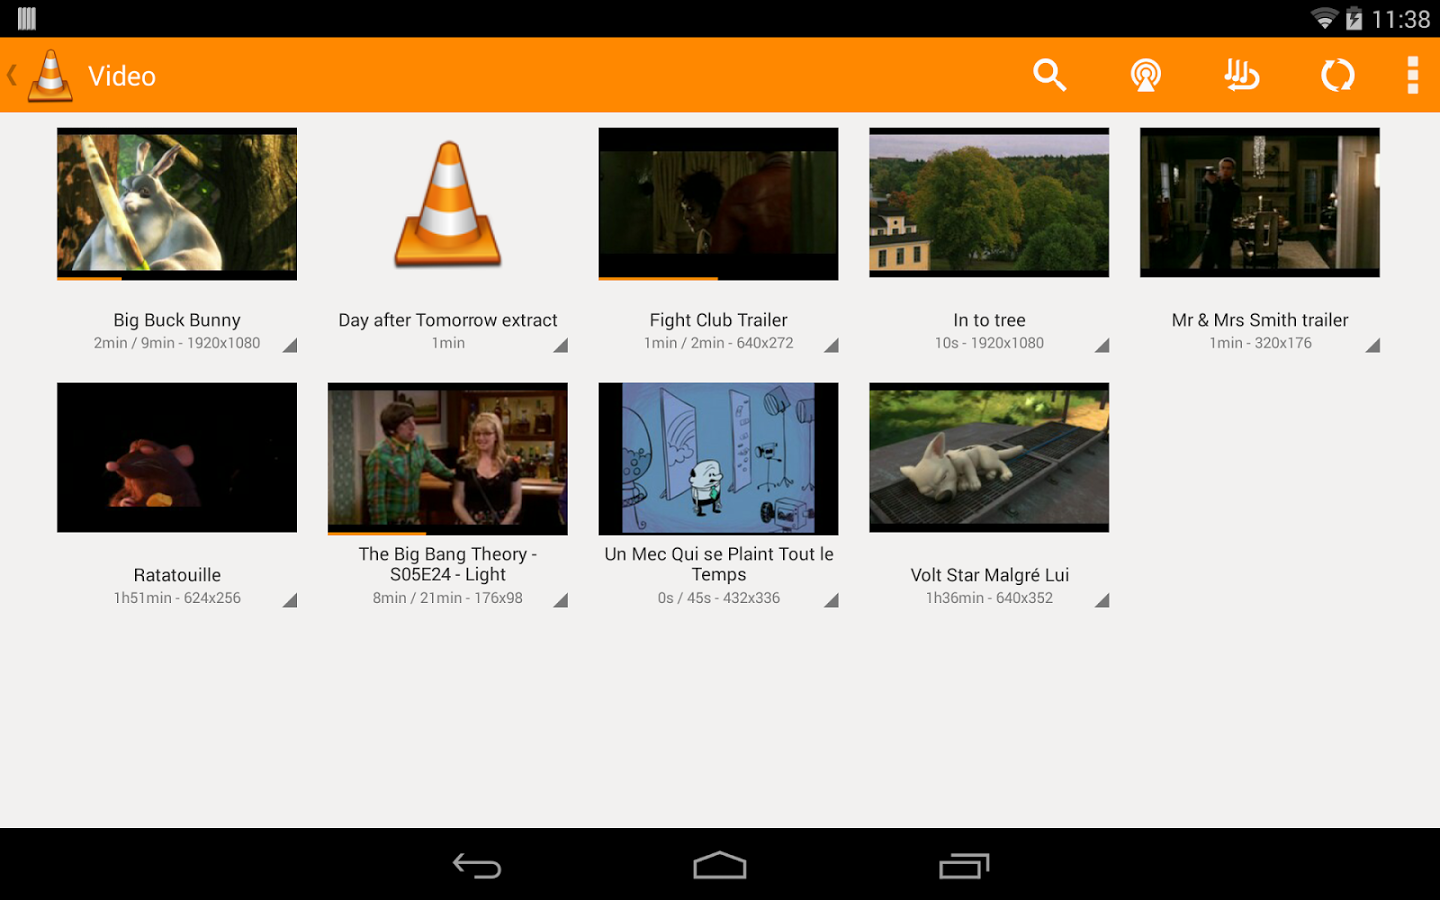 11:38
Video
Big Buck Bunny
2min / 9min - 1920x1080
Day after Tomorrow extract
1min
Fight Club Trailer
1min / 2min - 640x272
In to tree
10s - 1920x1080
Mr & Mrs Smith trailer
1min - 320x176
Ratatouille
1h51min - 624x256
The Big Bang Theory -
S05E24 - Light
8min / 21min - 176x98
Un Mec Qui se Plaint Tout le
Temps
0s / 45s - 432x336
Volt Star Malgré Lui
1h36min - 640x352